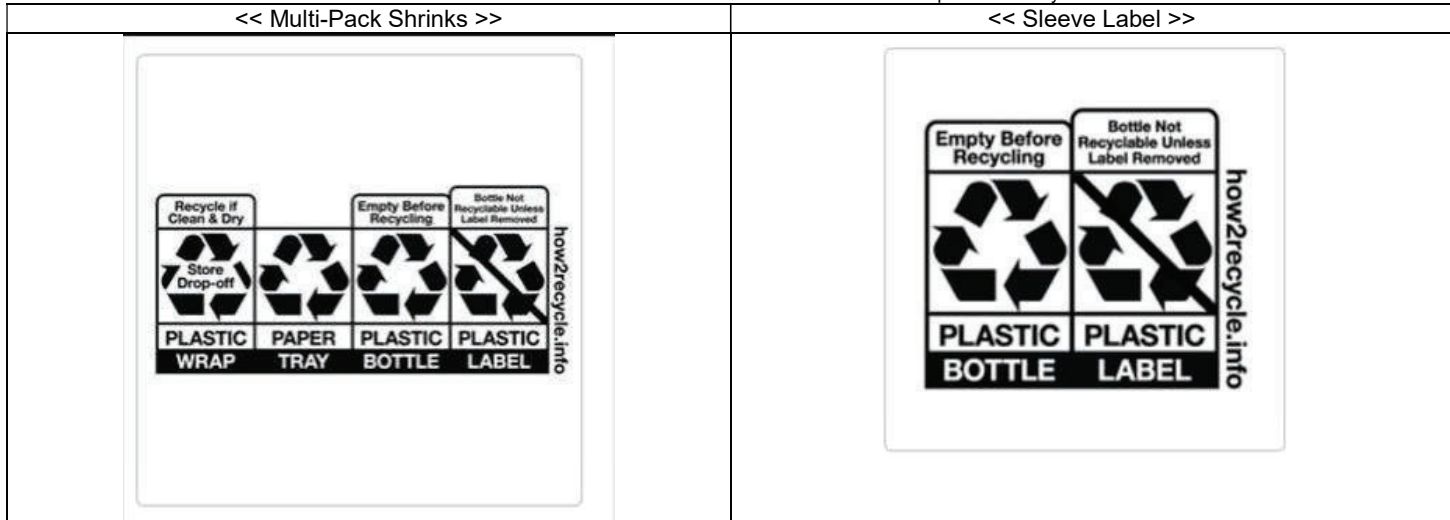 << Multi-Pack Shrinks >>
<< Sleeve Label >>
Recycle if
Clean & Dry
Empty Before
Recycling
Bottle Not
Recyclable Unless
Label Removed
Store
Drop-off
PLASTIC PAPER PLASTIC PLASTIC
WRAP TRAY BOTTLE LABEL
how2recycle.info
Empty Before
Recycling
Bottle Not
Recyclable Unless
Label Removed
PLASTIC PLASTIC
BOTTLE LABEL
how2recycle.info